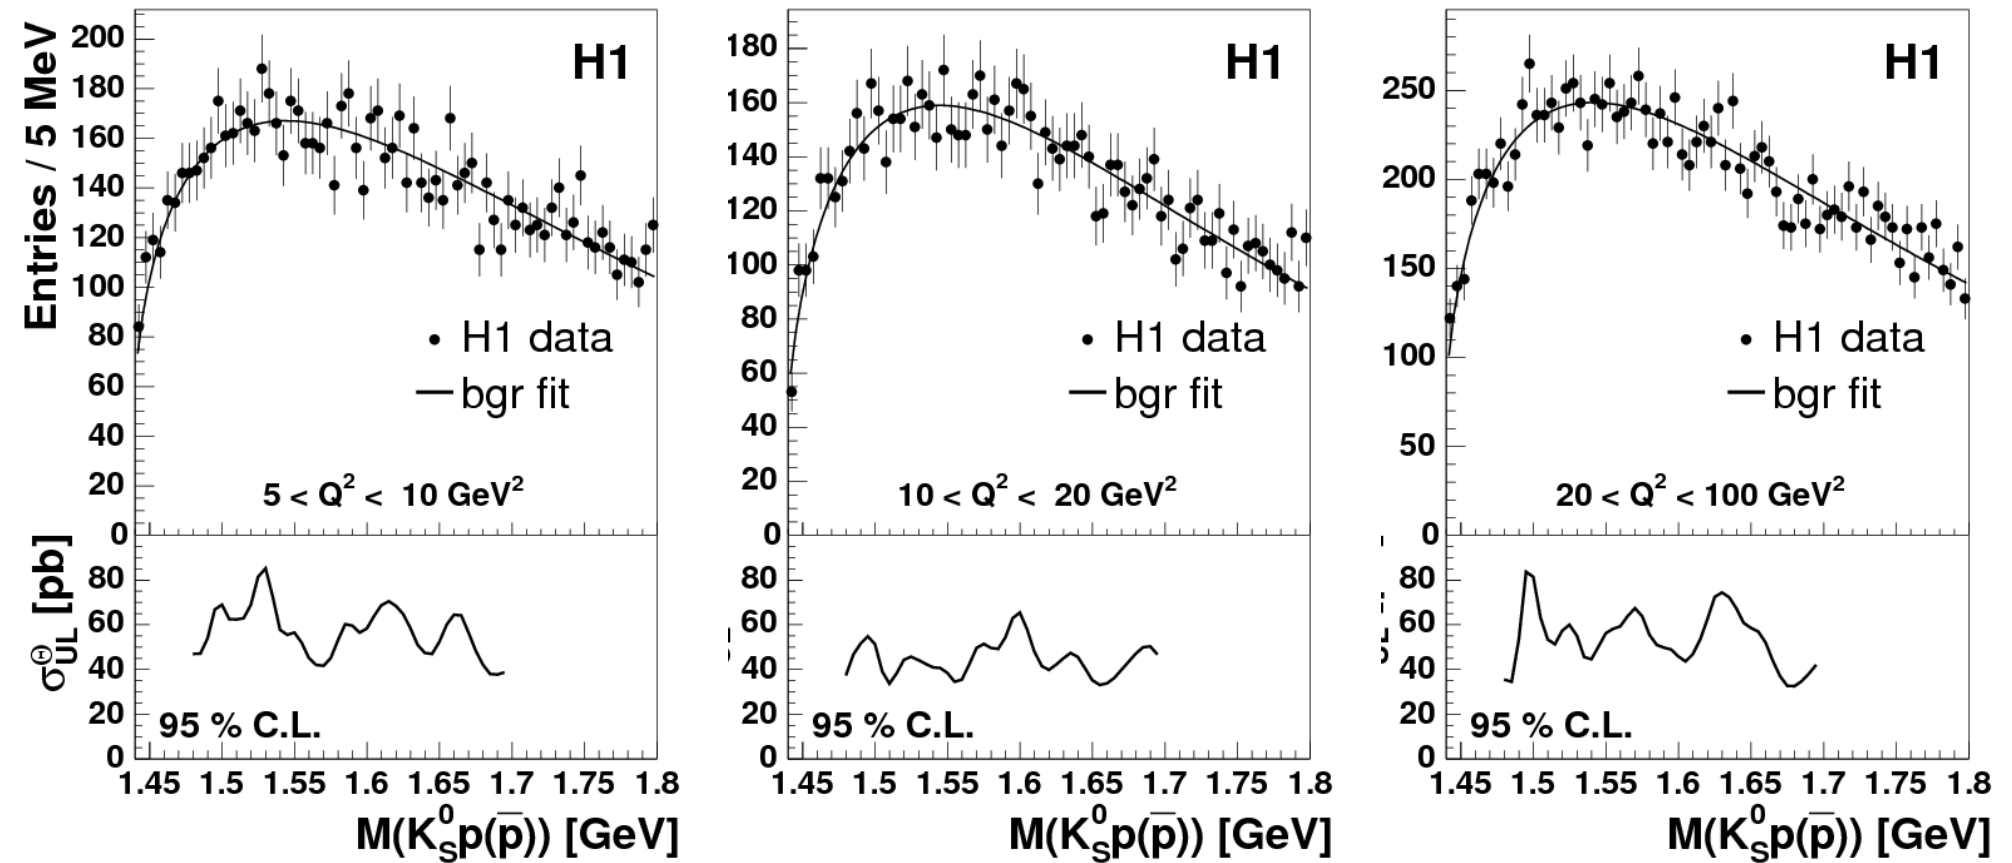 Entries / 5 MeV
200
180
160
140
120
100
80
60
40
20
0
H1
H1 data
bgr fit
5 < Q² < 10 GeV²
σ^Θ_UL [pb]
80
60
40
20
0
95 % C.L.
1.45 1.5 1.55 1.6 1.65 1.7 1.75 1.8
M(K⁰_S p(p̅)) [GeV]
180
160
140
120
100
80
60
40
20
0
H1
H1 data
bgr fit
10 < Q² < 20 GeV²
80
60
40
20
0
95 % C.L.
1.45 1.5 1.55 1.6 1.65 1.7 1.75 1.8
M(K⁰_S p(p̅)) [GeV]
250
200
150
100
50
0
H1
H1 data
bgr fit
20 < Q² < 100 GeV²
80
60
40
20
0
95 % C.L.
1.45 1.5 1.55 1.6 1.65 1.7 1.75 1.8
M(K⁰_S p(p̅)) [GeV]